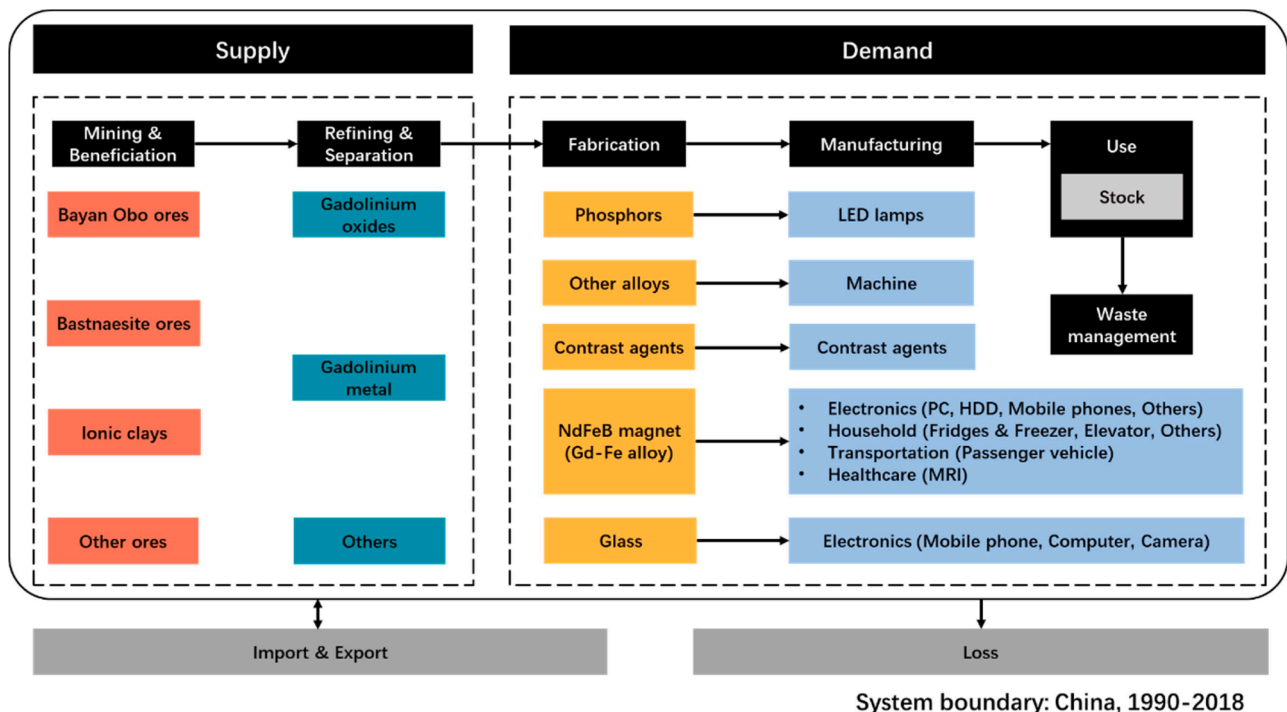 Supply
Demand
Mining &
Beneficiation
Refining &
Separation
Fabrication
Manufacturing
Use
Stock
Waste
management
Bayan Obo ores
Bastnaesite ores
Ionic clays
Other ores
Gadolinium
oxides
Gadolinium
metal
Others
Phosphors
LED lamps
Other alloys
Machine
Contrast agents
Contrast agents
NdFeB magnet
(Gd-Fe alloy)
• Electronics (PC, HDD, Mobile phones, Others)
• Household (Fridges & Freezer, Elevator, Others)
• Transportation (Passenger vehicle)
• Healthcare (MRI)
Glass
Electronics (Mobile phone, Computer, Camera)
Import & Export
Loss
System boundary: China, 1990-2018